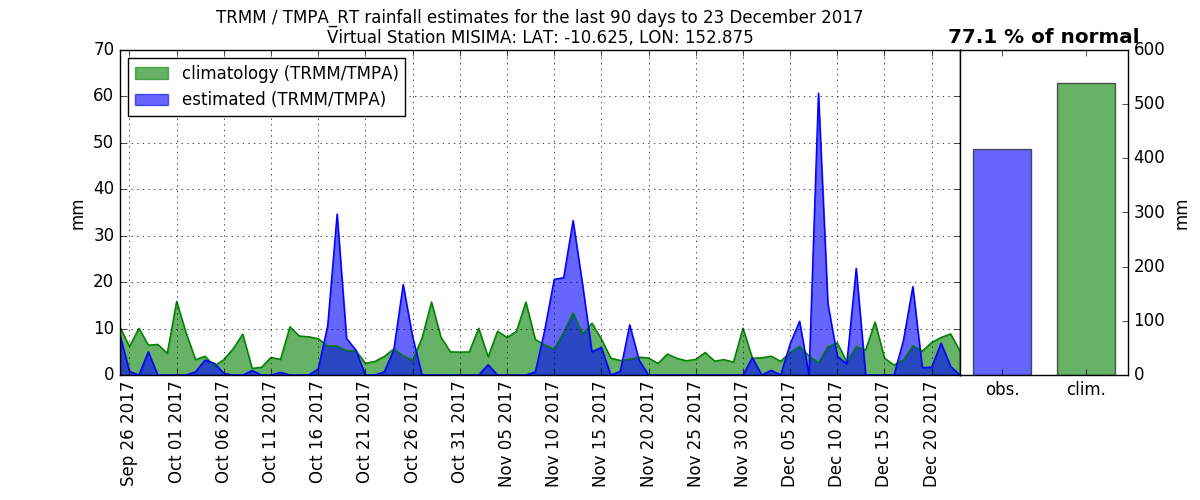 TRMM / TMPA_RT rainfall estimates for the last 90 days to 23 December 2017
Virtual Station MISIMA: LAT: -10.625, LON: 152.875
77.1 % of normal
climatology (TRMM/TMPA)
estimated (TRMM/TMPA)
70
60
50
40
30
20
10
0
mm
Sep 26 2017
Oct 01 2017
Oct 06 2017
Oct 11 2017
Oct 16 2017
Oct 21 2017
Oct 26 2017
Oct 31 2017
Nov 05 2017
Nov 10 2017
Nov 15 2017
Nov 20 2017
Nov 25 2017
Nov 30 2017
Dec 05 2017
Dec 10 2017
Dec 15 2017
Dec 20 2017
obs.
clim.
600
500
400
300
200
100
0
mm